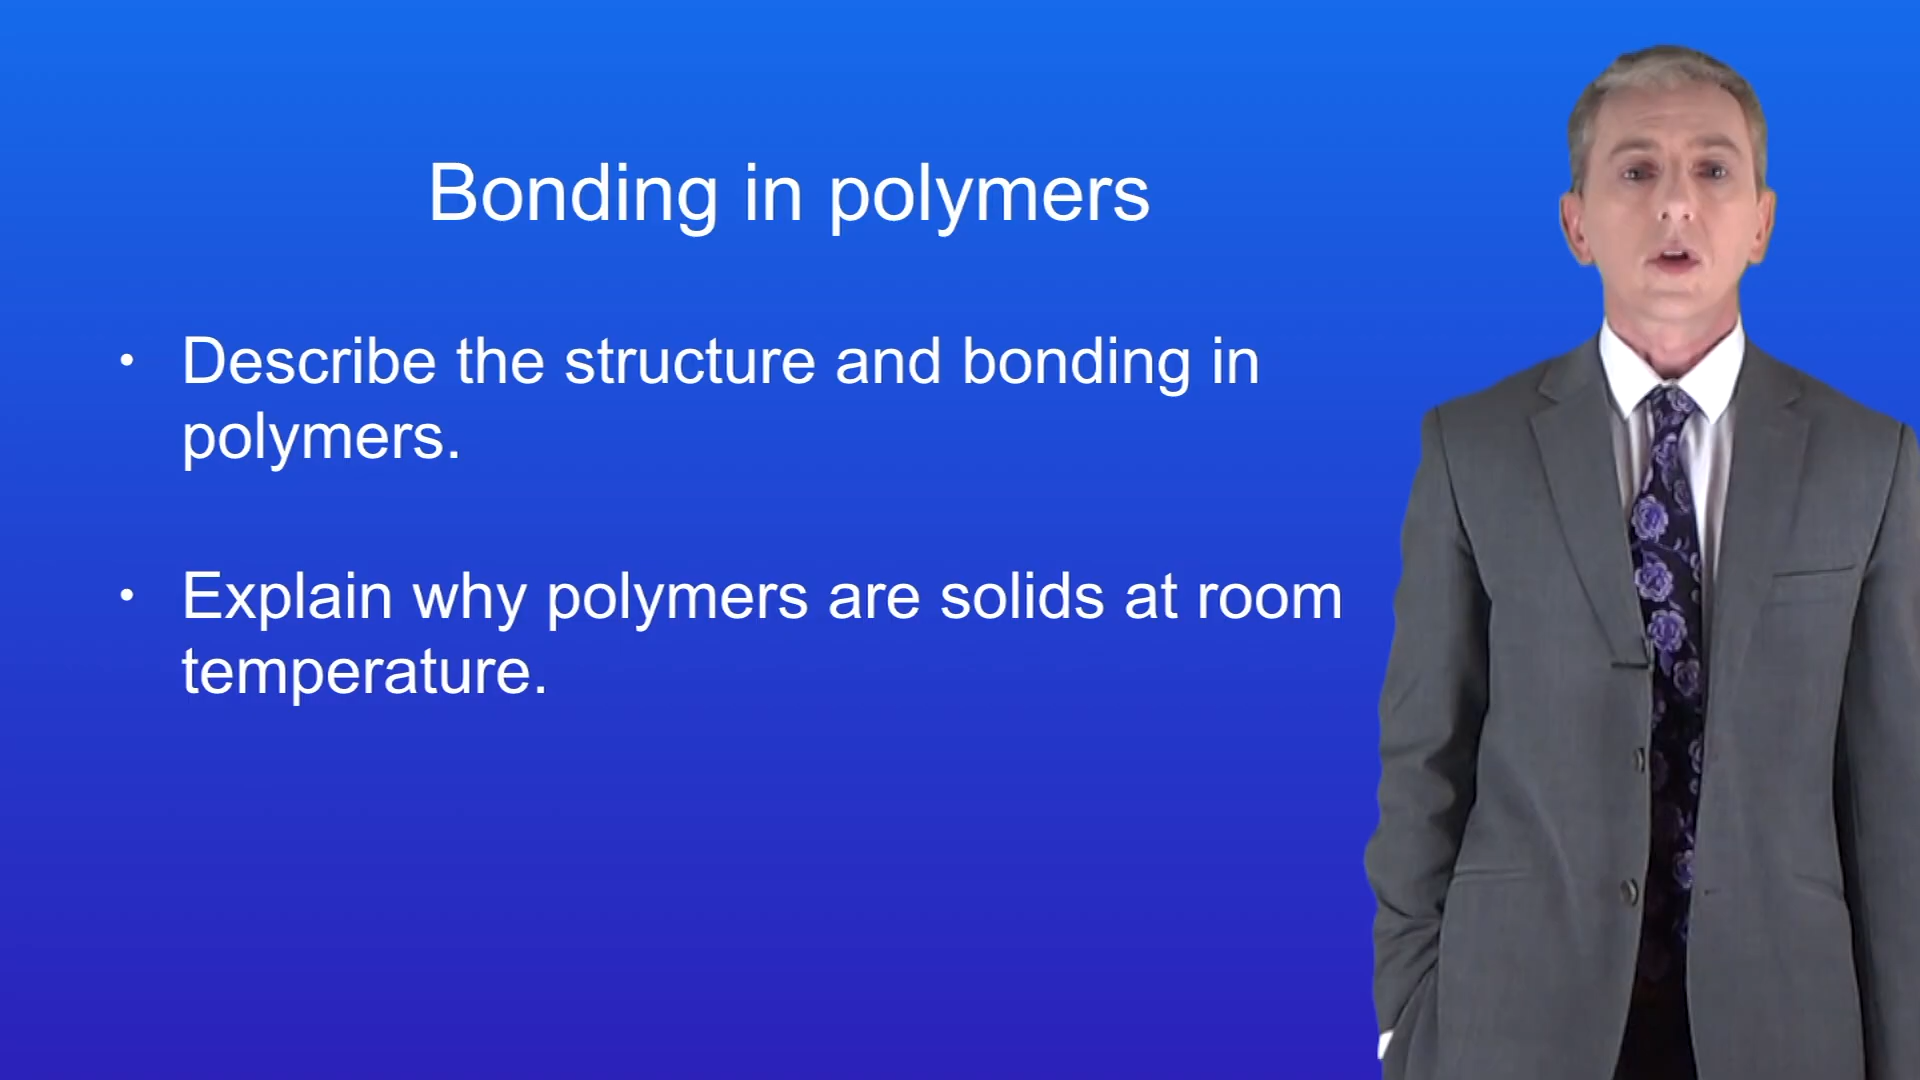 Bonding in polymers
• Describe the structure and bonding in
polymers.
• Explain why polymers are solids at room
temperature.